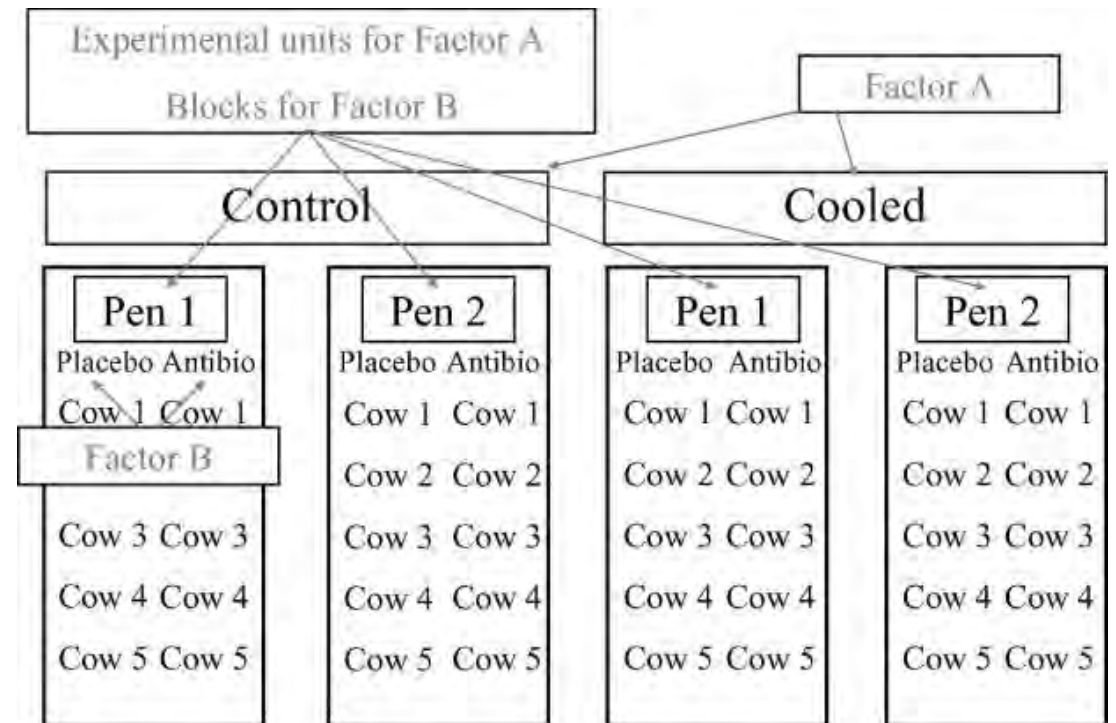 Experimental units for Factor A
Blocks for Factor B
Factor A
Control
Cooled
Pen 1
Placebo Antibio
Cow 1 Cow 1
Factor B
Cow 3 Cow 3
Cow 4 Cow 4
Cow 5 Cow 5
Pen 2
Placebo Antibio
Cow 1 Cow 1
Cow 2 Cow 2
Cow 3 Cow 3
Cow 4 Cow 4
Cow 5 Cow 5
Pen 1
Placebo Antibio
Cow 1 Cow 1
Cow 2 Cow 2
Cow 3 Cow 3
Cow 4 Cow 4
Cow 5 Cow 5
Pen 2
Placebo Antibio
Cow 1 Cow 1
Cow 2 Cow 2
Cow 3 Cow 3
Cow 4 Cow 4
Cow 5 Cow 5